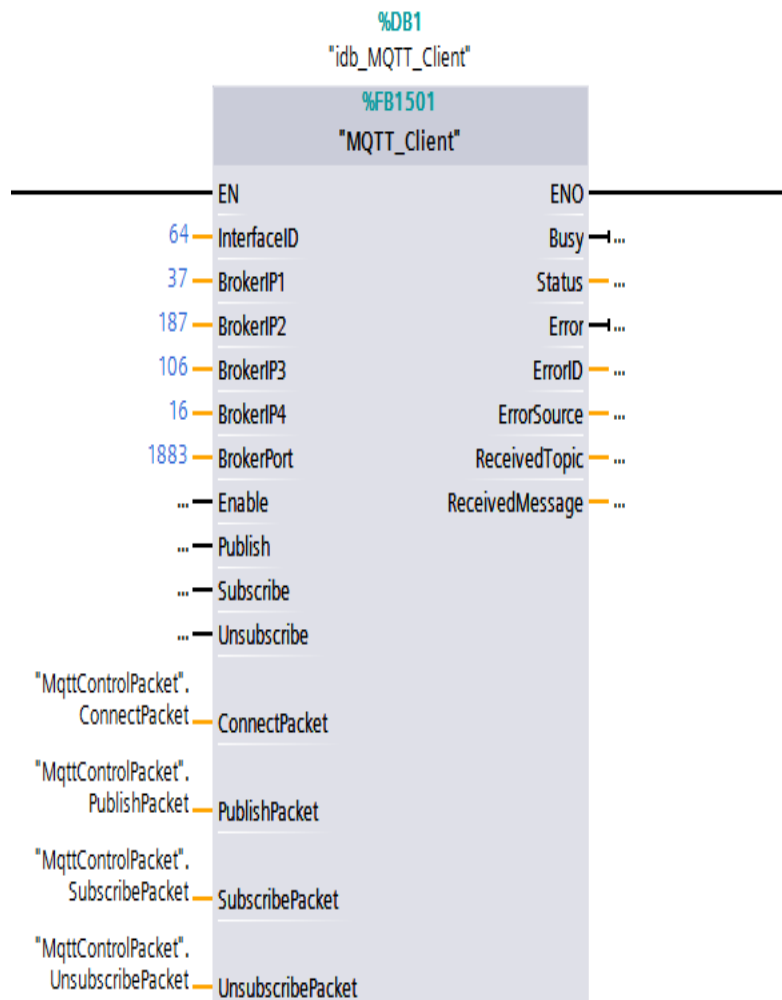 %DB1
"idb_MQTT_Client"
%FB1501
"MQTT_Client"
EN ENO
64 InterfaceID Busy ...
37 BrokerIP1 Status ...
187 BrokerIP2 Error ...
106 BrokerIP3 ErrorID ...
16 BrokerIP4 ErrorSource ...
1883 BrokerPort ReceivedTopic ...
... Enable ReceivedMessage ...
... Publish
... Subscribe
... Unsubscribe
"MqttControlPacket".
ConnectPacket ConnectPacket
"MqttControlPacket".
PublishPacket PublishPacket
"MqttControlPacket".
SubscribePacket SubscribePacket
"MqttControlPacket".
UnsubscribePacket UnsubscribePacket